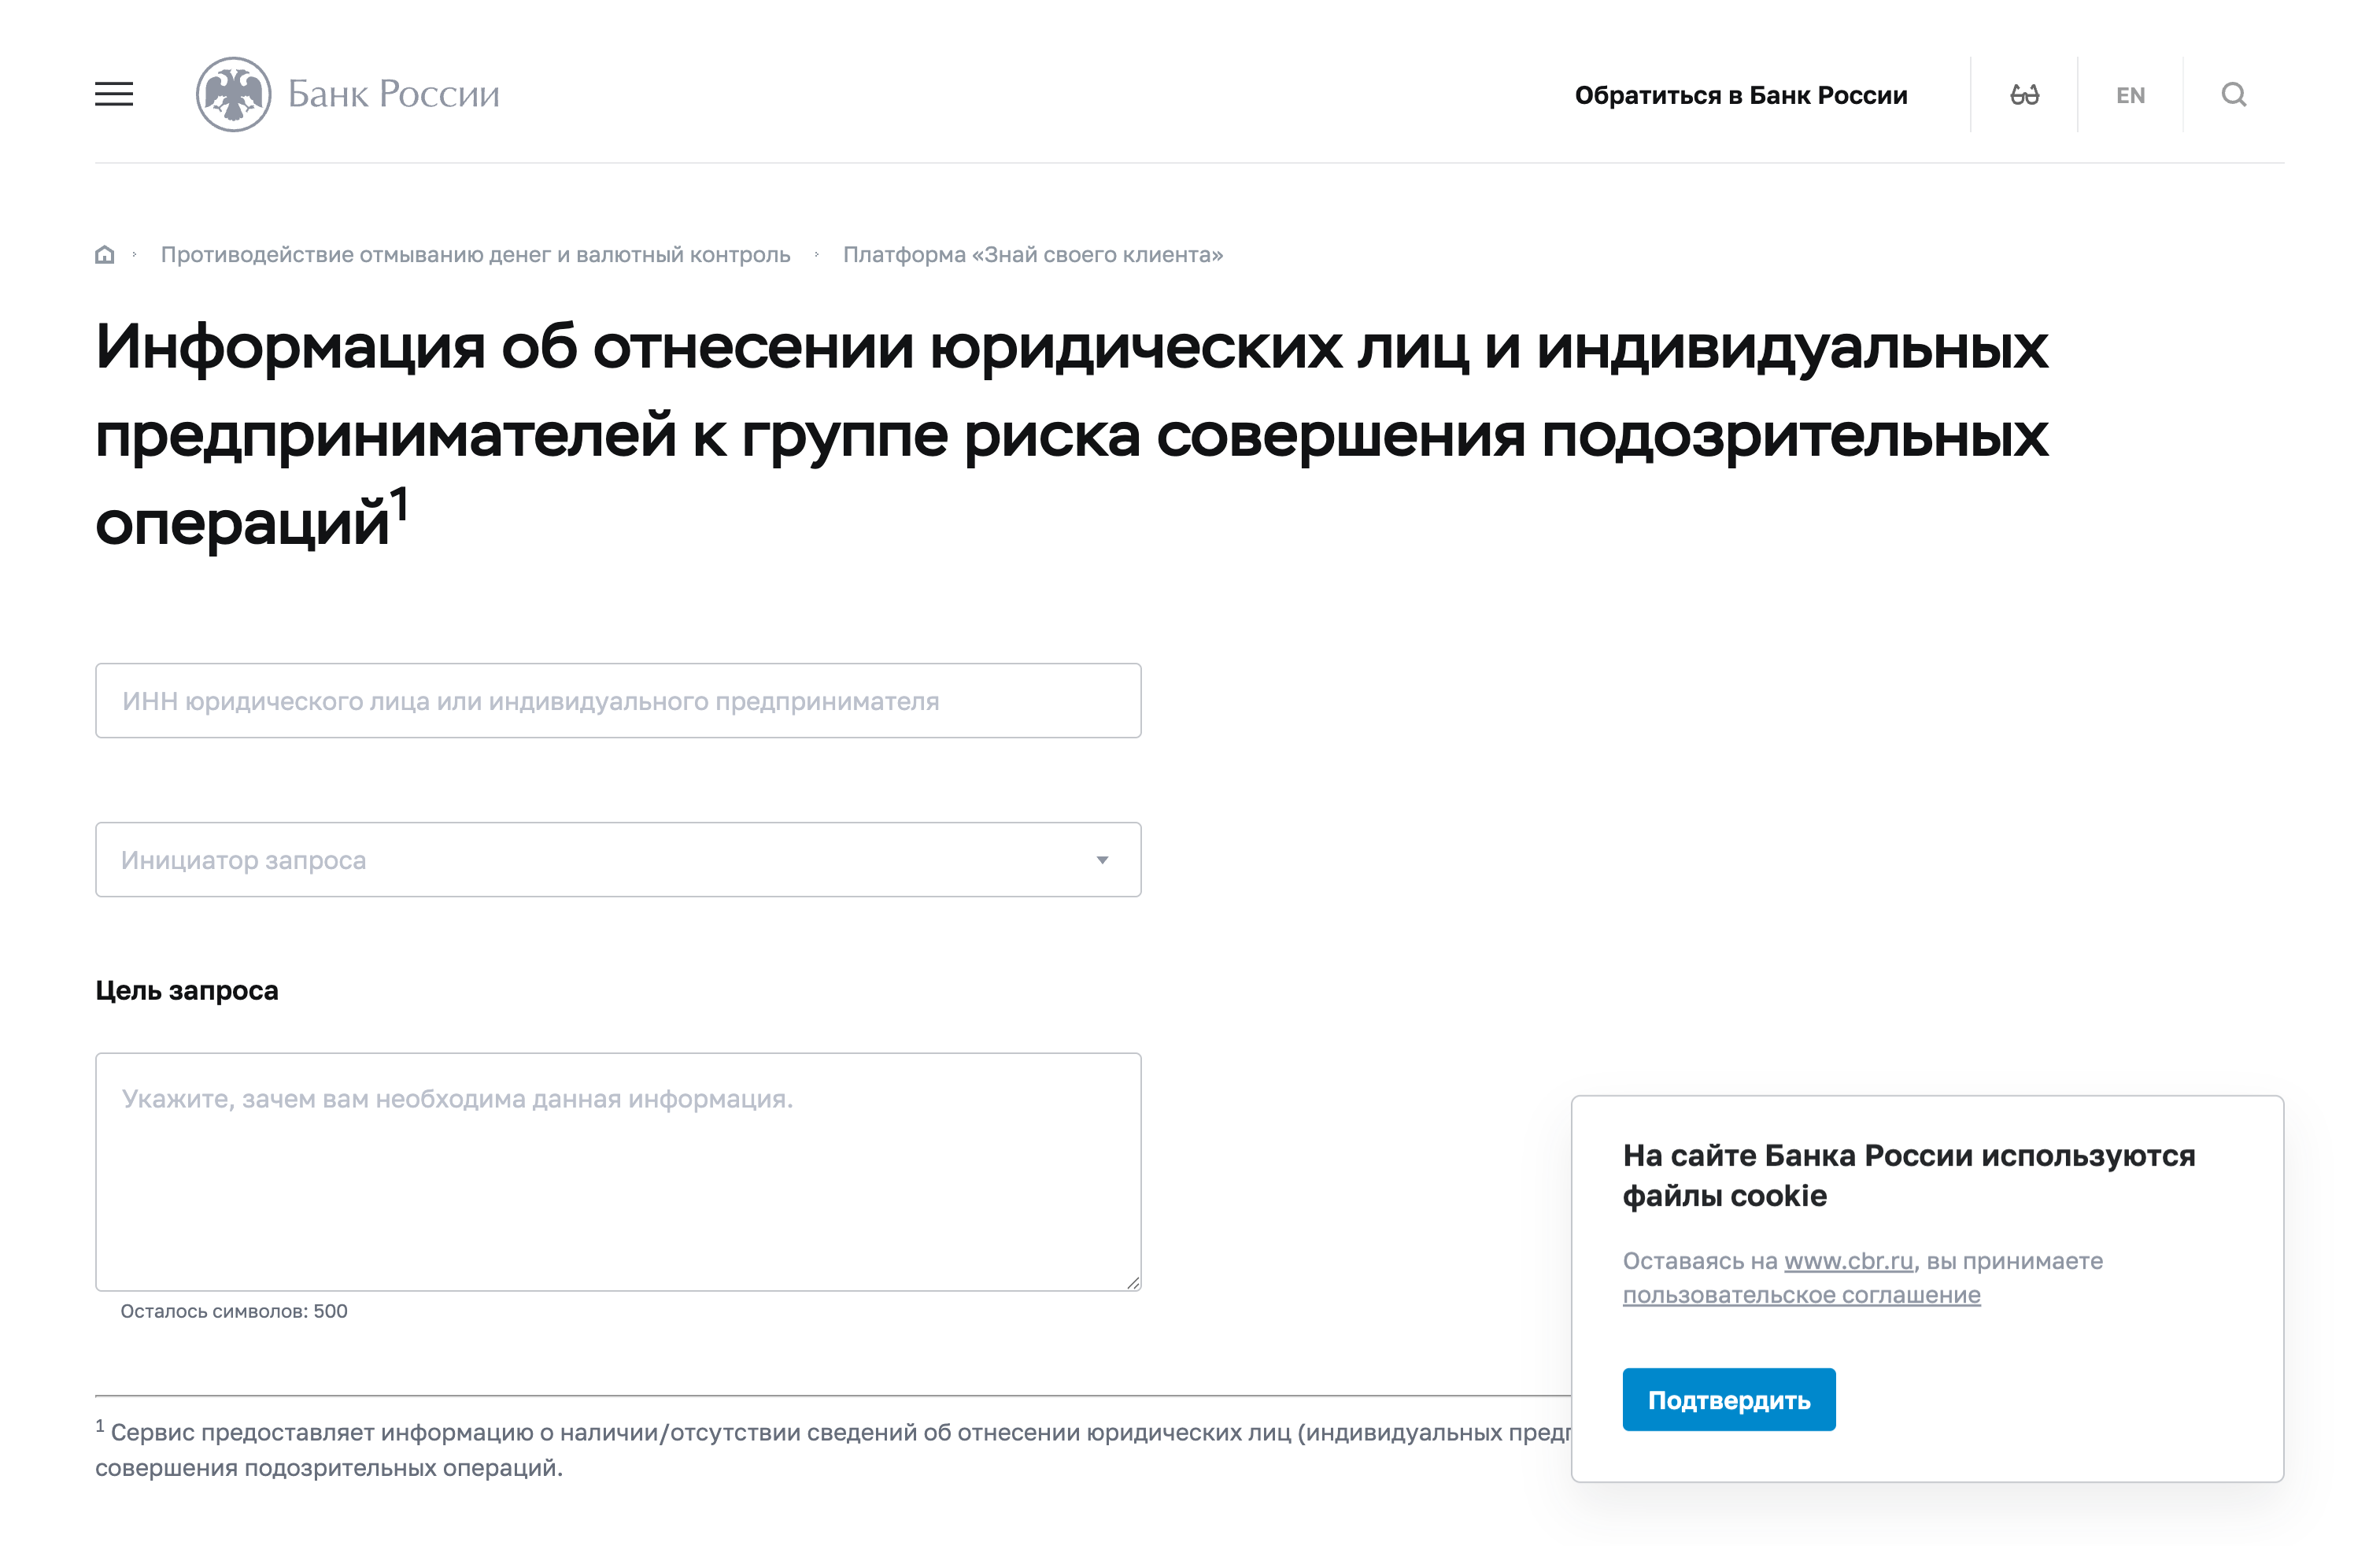 Банк России
Обратиться в Банк России
EN
Противодействие отмыванию денег и валютный контроль
Платформа «Знай своего клиента»
Информация об отнесении юридических лиц и индивидуальных
предпринимателей к группе риска совершения подозрительных
операций1
ИНН юридического лица или индивидуального предпринимателя
Инициатор запроса
Цель запроса
Укажите, зачем вам необходима данная информация.
Осталось символов: 500
1 Сервис предоставляет информацию о наличии/отсутствии сведений об отнесении юридических лиц (индивидуальных
совершения подозрительных операций.
На сайте Банка России используются
файлы cookie
Оставаясь на www.cbr.ru, вы принимаете
пользовательское соглашение
Подтвердить